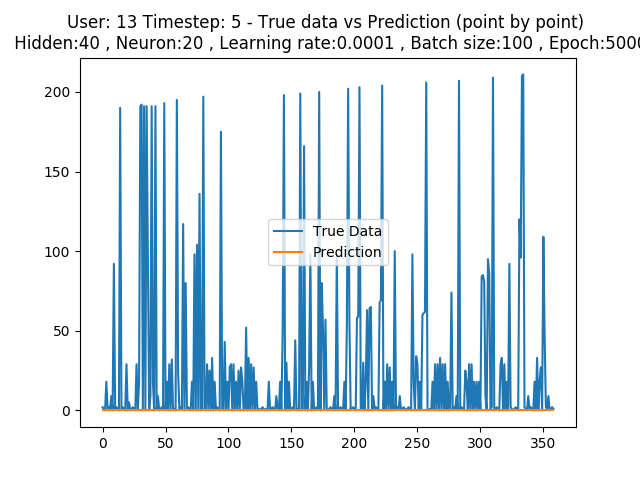 User: 13 Timestep: 5 - True data vs Prediction (point by point)
Hidden:40 , Neuron:20 , Learning rate:0.0001 , Batch size:100 , Epoch:5000
200
150
100
50
0
True Data
Prediction
0 50 100 150 200 250 300 350